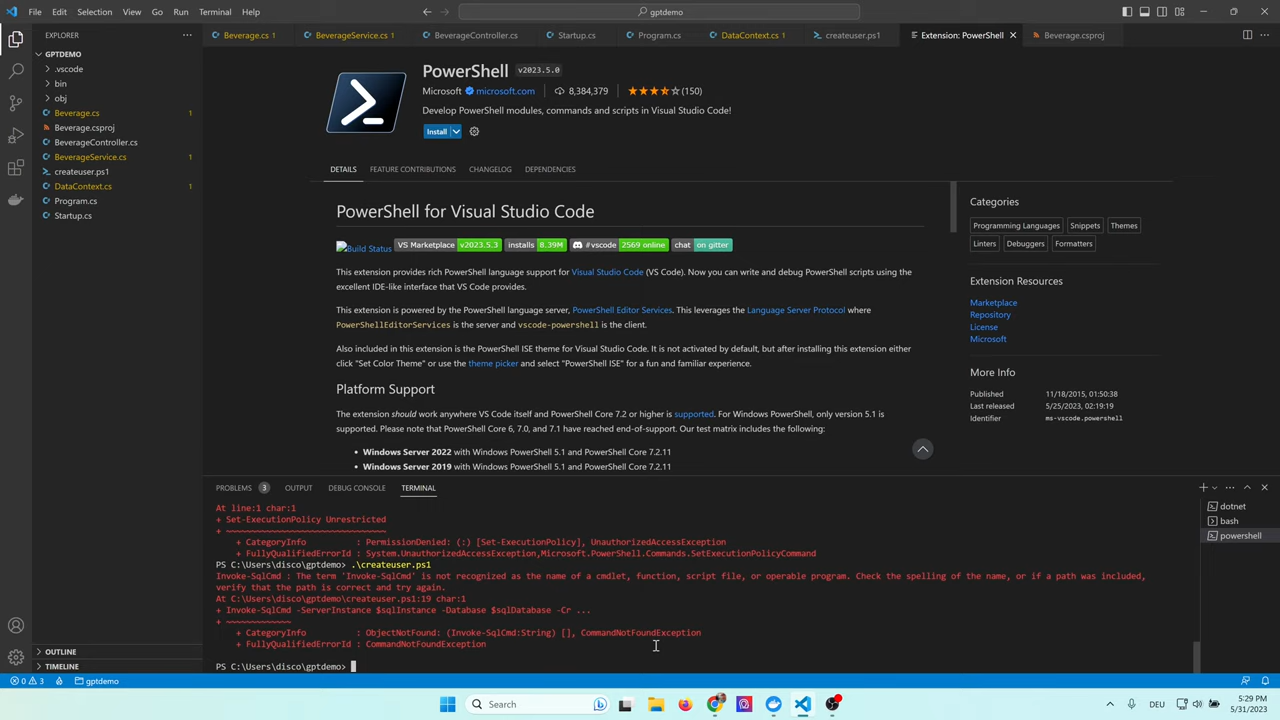 File Edit Selection View Go Run Terminal Help
gptdemo
EXPLORER
Beverage.cs 1
BeverageService.cs 1
BeverageController.cs
Startup.cs
Program.cs
DataContext.cs 1
createuser.ps1
Extension: PowerShell
Beverage.csproj
GPTDEMO
.vscode
bin
obj
Beverage.cs 1
Beverage.csproj
BeverageController.cs
BeverageService.cs 1
createuser.ps1
DataContext.cs 1
Program.cs
Startup.cs
OUTLINE
TIMELINE
PowerShell v2023.5.0
Microsoft microsoft.com 8,384,379 (150)
Develop PowerShell modules, commands and scripts in Visual Studio Code!
Install
DETAILS FEATURE CONTRIBUTIONS CHANGELOG DEPENDENCIES
PowerShell for Visual Studio Code
Build Status VS Marketplace v2023.5.3 installs 8.39M #vscode 2569 online chat on gitter
This extension provides rich PowerShell language support for Visual Studio Code (VS Code). Now you can write and debug PowerShell scripts using the
excellent IDE-like interface that VS Code provides.
This extension is powered by the PowerShell language server, PowerShell Editor Services. This leverages the Language Server Protocol where
PowerShellEditorServices is the server and vscode-powershell is the client.
Also included in this extension is the PowerShell ISE theme for Visual Studio Code. It is not activated by default, but after installing this extension either
click "Set Color Theme" or use the theme picker and select "PowerShell ISE" for a fun and familiar experience.
Platform Support
The extension should work anywhere VS Code itself and PowerShell Core 7.2 or higher is supported. For Windows PowerShell, only version 5.1 is
supported. Please note that PowerShell Core 6, 7.0, and 7.1 have reached end-of-support. Our test matrix includes the following:
• Windows Server 2022 with Windows PowerShell 5.1 and PowerShell Core 7.2.11
• Windows Server 2019 with Windows PowerShell 5.1 and PowerShell Core 7.2.11
Categories
Programming Languages Snippets Themes
Linters Debuggers Formatters
Extension Resources
Marketplace
Repository
License
Microsoft
More Info
Published 11/18/2015, 01:50:38
Last released 5/25/2023, 02:19:19
Identifier ms-vscode.powershell
PROBLEMS 3 OUTPUT DEBUG CONSOLE TERMINAL
At line:1 char:1
+ Set-ExecutionPolicy Unrestricted
+ ~~~~~~~~~~~~~~~~~~~~~~~~~~~~~~~~
+ CategoryInfo : PermissionDenied: (:) [Set-ExecutionPolicy], UnauthorizedAccessException
+ FullyQualifiedErrorId : System.UnauthorizedAccessException,Microsoft.PowerShell.Commands.SetExecutionPolicyCommand
PS C:\Users\disco\gptdemo> .\createuser.ps1
Invoke-SqlCmd : The term 'Invoke-SqlCmd' is not recognized as the name of a cmdlet, function, script file, or operable program. Check the spelling of the name, or if a path was included,
verify that the path is correct and try again.
At C:\Users\disco\gptdemo\createuser.ps1:19 char:1
+ Invoke-SqlCmd -ServerInstance $sqlInstance -Database $sqlDatabase -Cr ...
+ ~~~~~~~~~~~~~
+ CategoryInfo : ObjectNotFound: (Invoke-SqlCmd:String) [], CommandNotFoundException
+ FullyQualifiedErrorId : CommandNotFoundException
PS C:\Users\disco\gptdemo>
dotnet
bash
powershell
0 3 gptdemo
Search
DEU
5:29 PM
5/31/2023